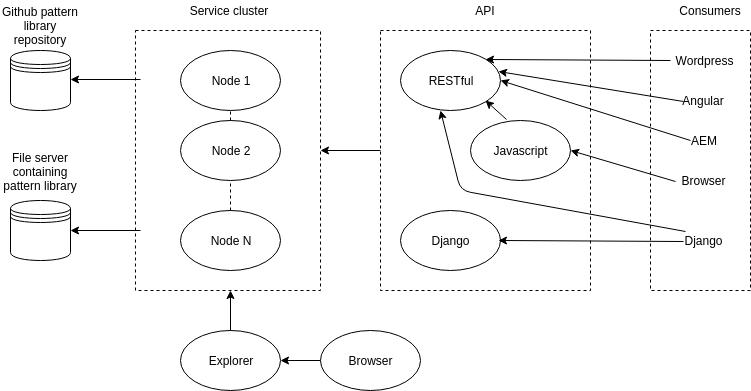 Github pattern
library
repository
Service cluster
API
Consumers
Node 1
RESTful
Wordpress
Angular
Node 2
Javascript
AEM
File server
containing
pattern library
Browser
Node N
Django
Django
Explorer
Browser